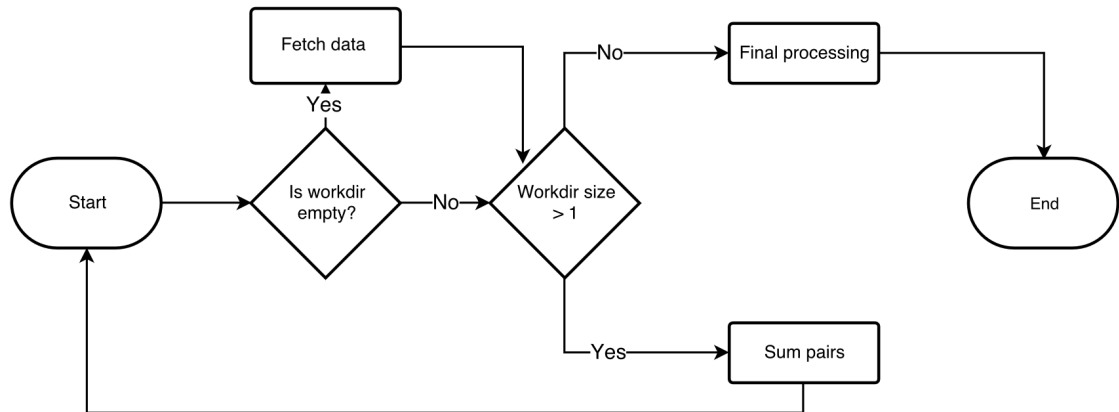 Fetch data
No
Final processing
Yes
Start
Is workdir
empty?
No
Workdir size
> 1
End
Yes
Sum pairs